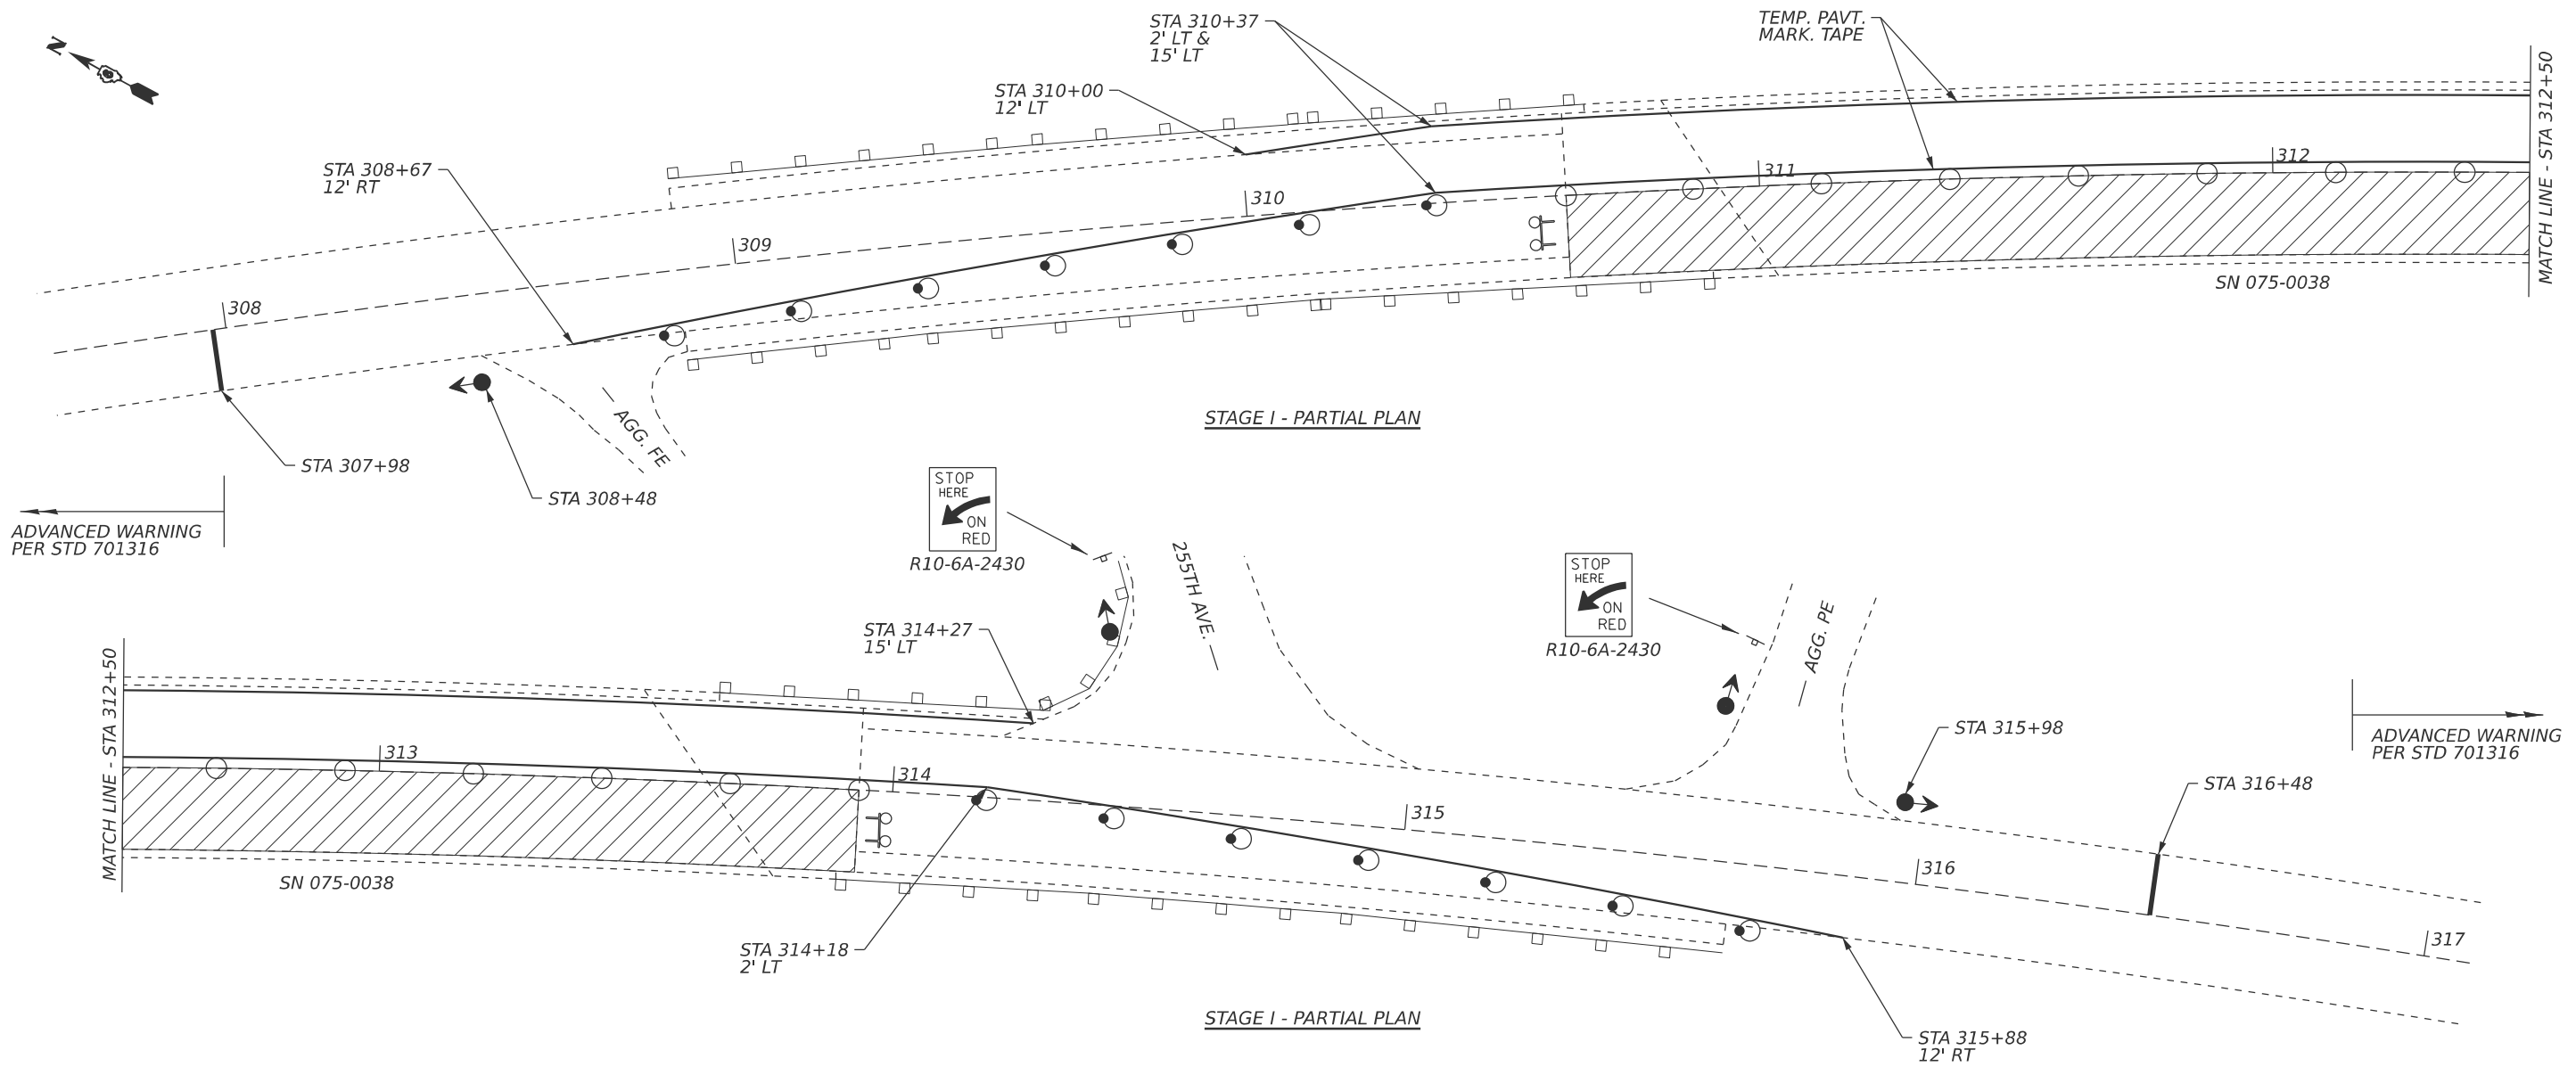 N
STA 310+37
2' LT &
15' LT
TEMP. PAVT.
MARK. TAPE
STA 310+00
12' LT
STA 308+67
12' RT
308
309
310
311
312
MATCH LINE - STA 312+50
SN 075-0038
STA 307+98
STA 308+48
AGG. FE
STAGE I - PARTIAL PLAN
ADVANCED WARNING
PER STD 701316
STOP
HERE
ON
RED
R10-6A-2430
255TH AVE.
STOP
HERE
ON
RED
R10-6A-2430
AGG. PE
STA 314+27
15' LT
MATCH LINE - STA 312+50
313
314
315
316
317
STA 315+98
STA 316+48
ADVANCED WARNING
PER STD 701316
SN 075-0038
STA 314+18
2' LT
STAGE I - PARTIAL PLAN
STA 315+88
12' RT